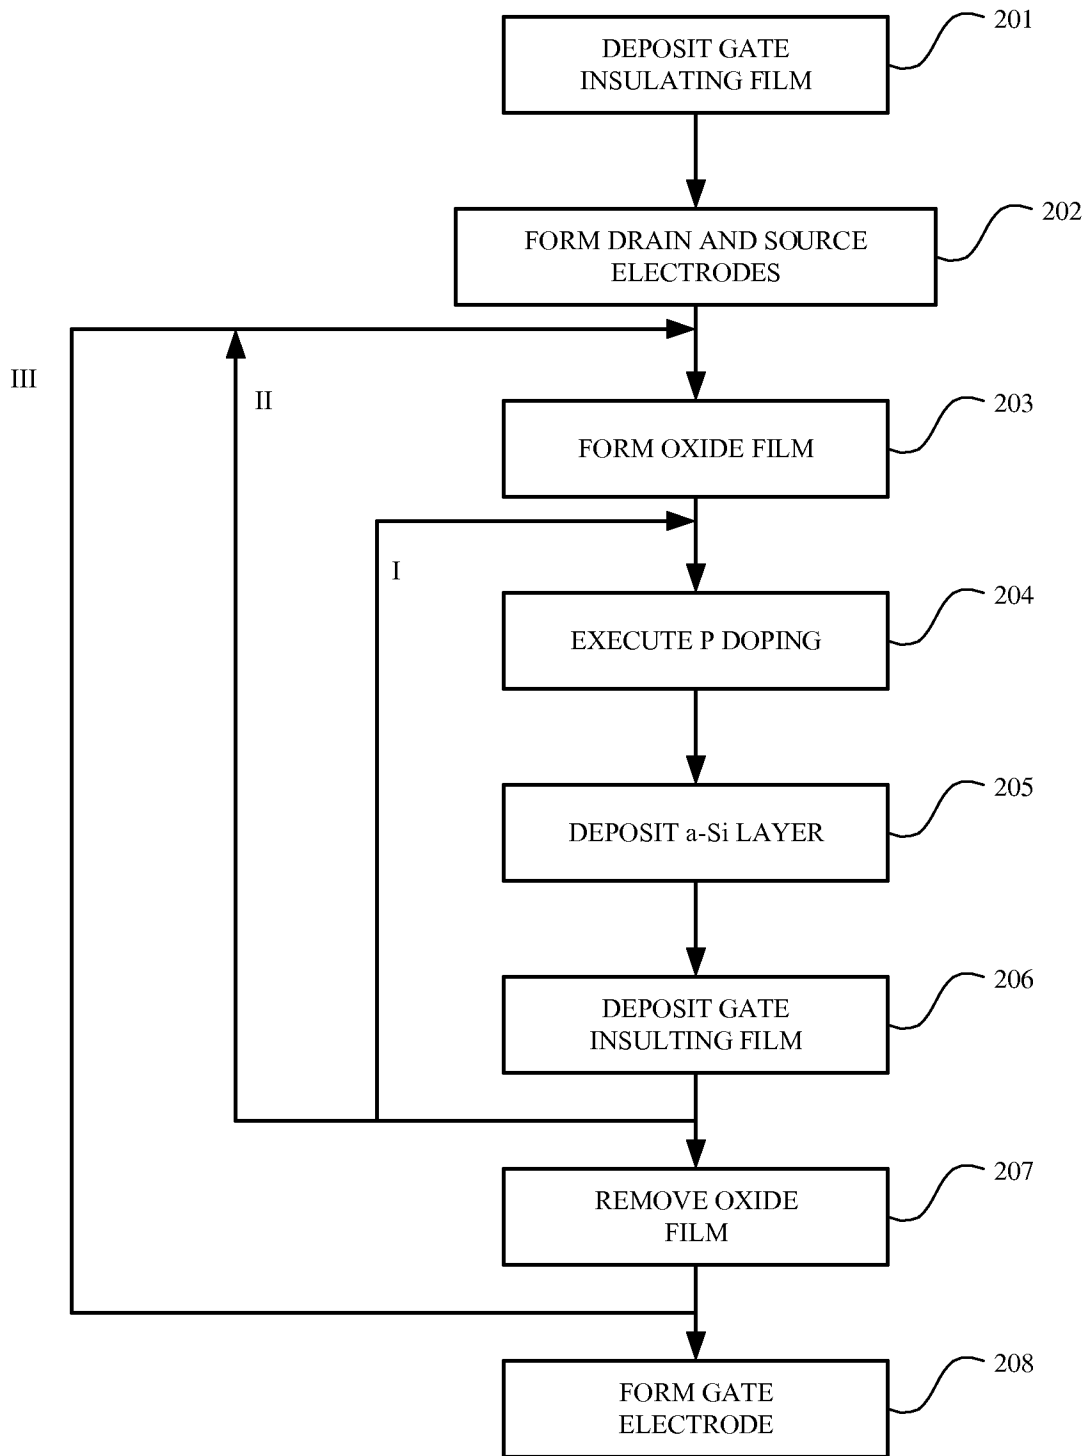 DEPOSIT GATE
INSULATING FILM
201
FORM DRAIN AND SOURCE
ELECTRODES
202
III
II
FORM OXIDE FILM
203
I
EXECUTE P DOPING
204
DEPOSIT a-Si LAYER
205
DEPOSIT GATE
INSULTING FILM
206
REMOVE OXIDE
FILM
207
FORM GATE
ELECTRODE
208